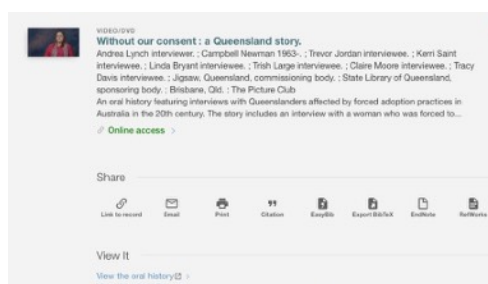 VIDEO/DVD
Without our consent : a Queensland story.
Andrea Lynch interviewer. ; Campbell Newman 1963-. ; Trevor Jordan interviewee. ; Kerri Saint
interviewee. ; Linda Bryant interviewee. ; Trish Large interviewee. ; Claire Moore interviewee. ; Tracy
Davis interviewee. ; Jigsaw, Queensland, commissioning body. ; State Library of Queensland,
sponsoring body. ; Brisbane, Qld. : The Picture Club
An oral history featuring interviews with Queenslanders affected by forced adoption practices in
Australia in the 20th century. The story includes an interview with a woman who was forced to...
Online access >
Share
Link to record Email Print Citation EasyBib Export BibTeX EndNote RefWorks
View It
View the oral history >